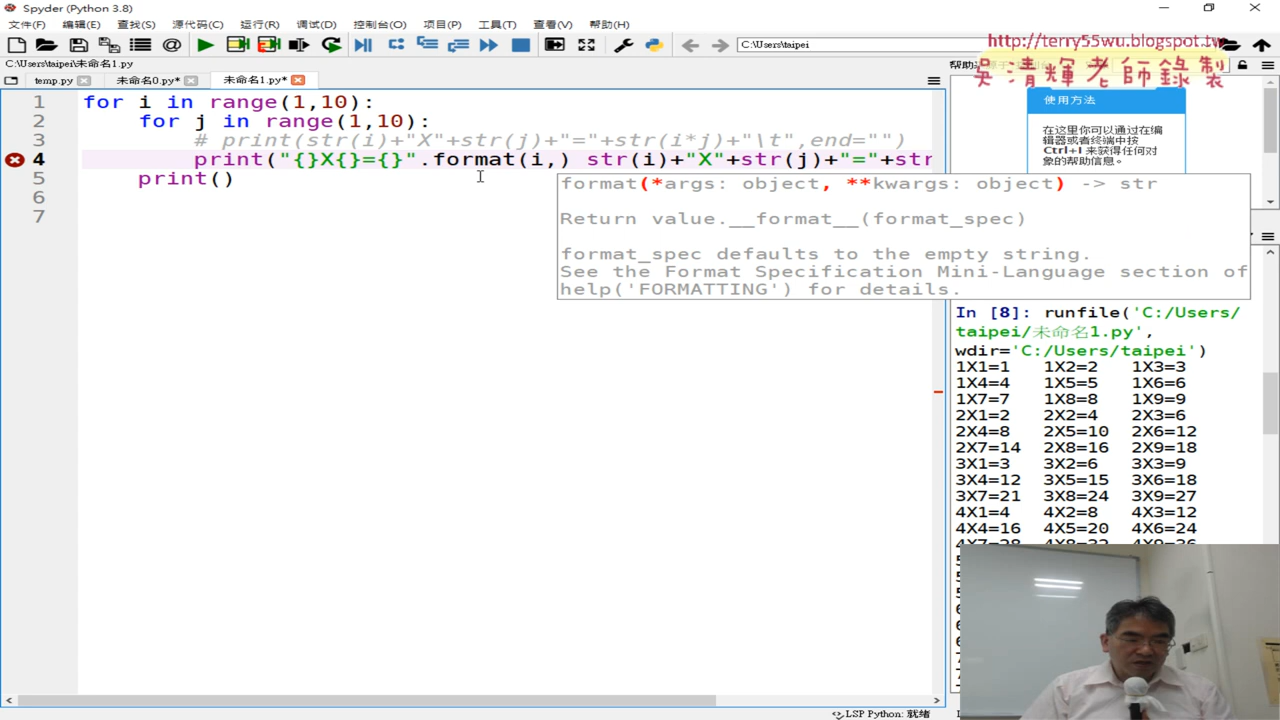 Spyder (Python 3.8)
文件(F) 编辑(E) 查找(S) 源代码(C) 运行(R) 调试(D) 控制台(O) 项目(P) 工具(T) 查看(V) 帮助(H)
C:\Users\taipei
http://terry55wu.blogspot.tw
吳清輝老師錄製
C:\Users\taipei\未命名1.py
temp.py 未命名0.py* 未命名1.py*
1 for i in range(1,10):
2 for j in range(1,10):
3 # print(str(i)+"X"+str(j)+"="+str(i*j)+"\t",end="")
4 print("{}X{}={}".format(i,) str(i)+"X"+str(j)+"="+str
5 print()
6
7
format(*args: object, **kwargs: object) -> str
Return value.__format__(format_spec)
format_spec defaults to the empty string.
See the Format Specification Mini-Language section of
help('FORMATTING') for details.
使用方法
在这里你可以通过在编
辑器或者终端中按
Ctrl+I 来获得任何对
象的帮助信息。
In [8]: runfile('C:/Users/
taipei/未命名1.py',
wdir='C:/Users/taipei')
1X1=1 1X2=2 1X3=3
1X4=4 1X5=5 1X6=6
1X7=7 1X8=8 1X9=9
2X1=2 2X2=4 2X3=6
2X4=8 2X5=10 2X6=12
2X7=14 2X8=16 2X9=18
3X1=3 3X2=6 3X3=9
3X4=12 3X5=15 3X6=18
3X7=21 3X8=24 3X9=27
4X1=4 4X2=8 4X3=12
4X4=16 4X5=20 4X6=24
4X7=28 4X8=32 4X9=36
LSP Python: 就绪